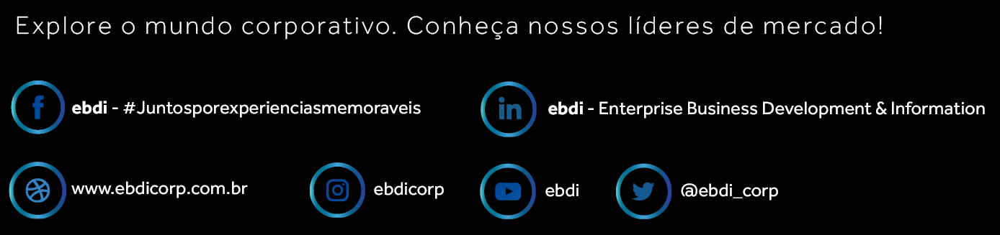 Explore o mundo corporativo. Conheça nossos líderes de mercado!
ebdi - #Juntosporexperienciasmemoraveis
ebdi - Enterprise Business Development & Information
www.ebdicorp.com.br
ebdicorp
ebdi
@ebdi_corp